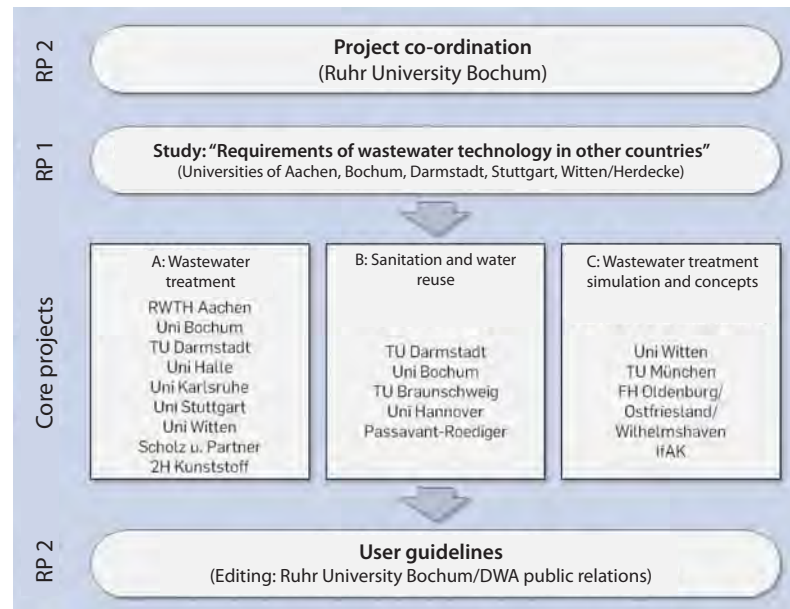 RP 2
Project co-ordination
(Ruhr University Bochum)
RP 1
Study: “Requirements of wastewater technology in other countries”
(Universities of Aachen, Bochum, Darmstadt, Stuttgart, Witten/Herdecke)
Core projects
A: Wastewater
treatment
RWTH Aachen
Uni Bochum
TU Darmstadt
Uni Halle
Uni Karlsruhe
Uni Stuttgart
Uni Witten
Scholz u. Partner
2H Kunststoff
B: Sanitation and water
reuse
TU Darmstadt
Uni Bochum
TU Braunschweig
Uni Hannover
Passavant-Roediger
C: Wastewater treatment
simulation and concepts
Uni Witten
TU München
FH Oldenburg/
Ostfriesland/
Wilhelmshaven
ifAK
RP 2
User guidelines
(Editing: Ruhr University Bochum/DWA public relations)